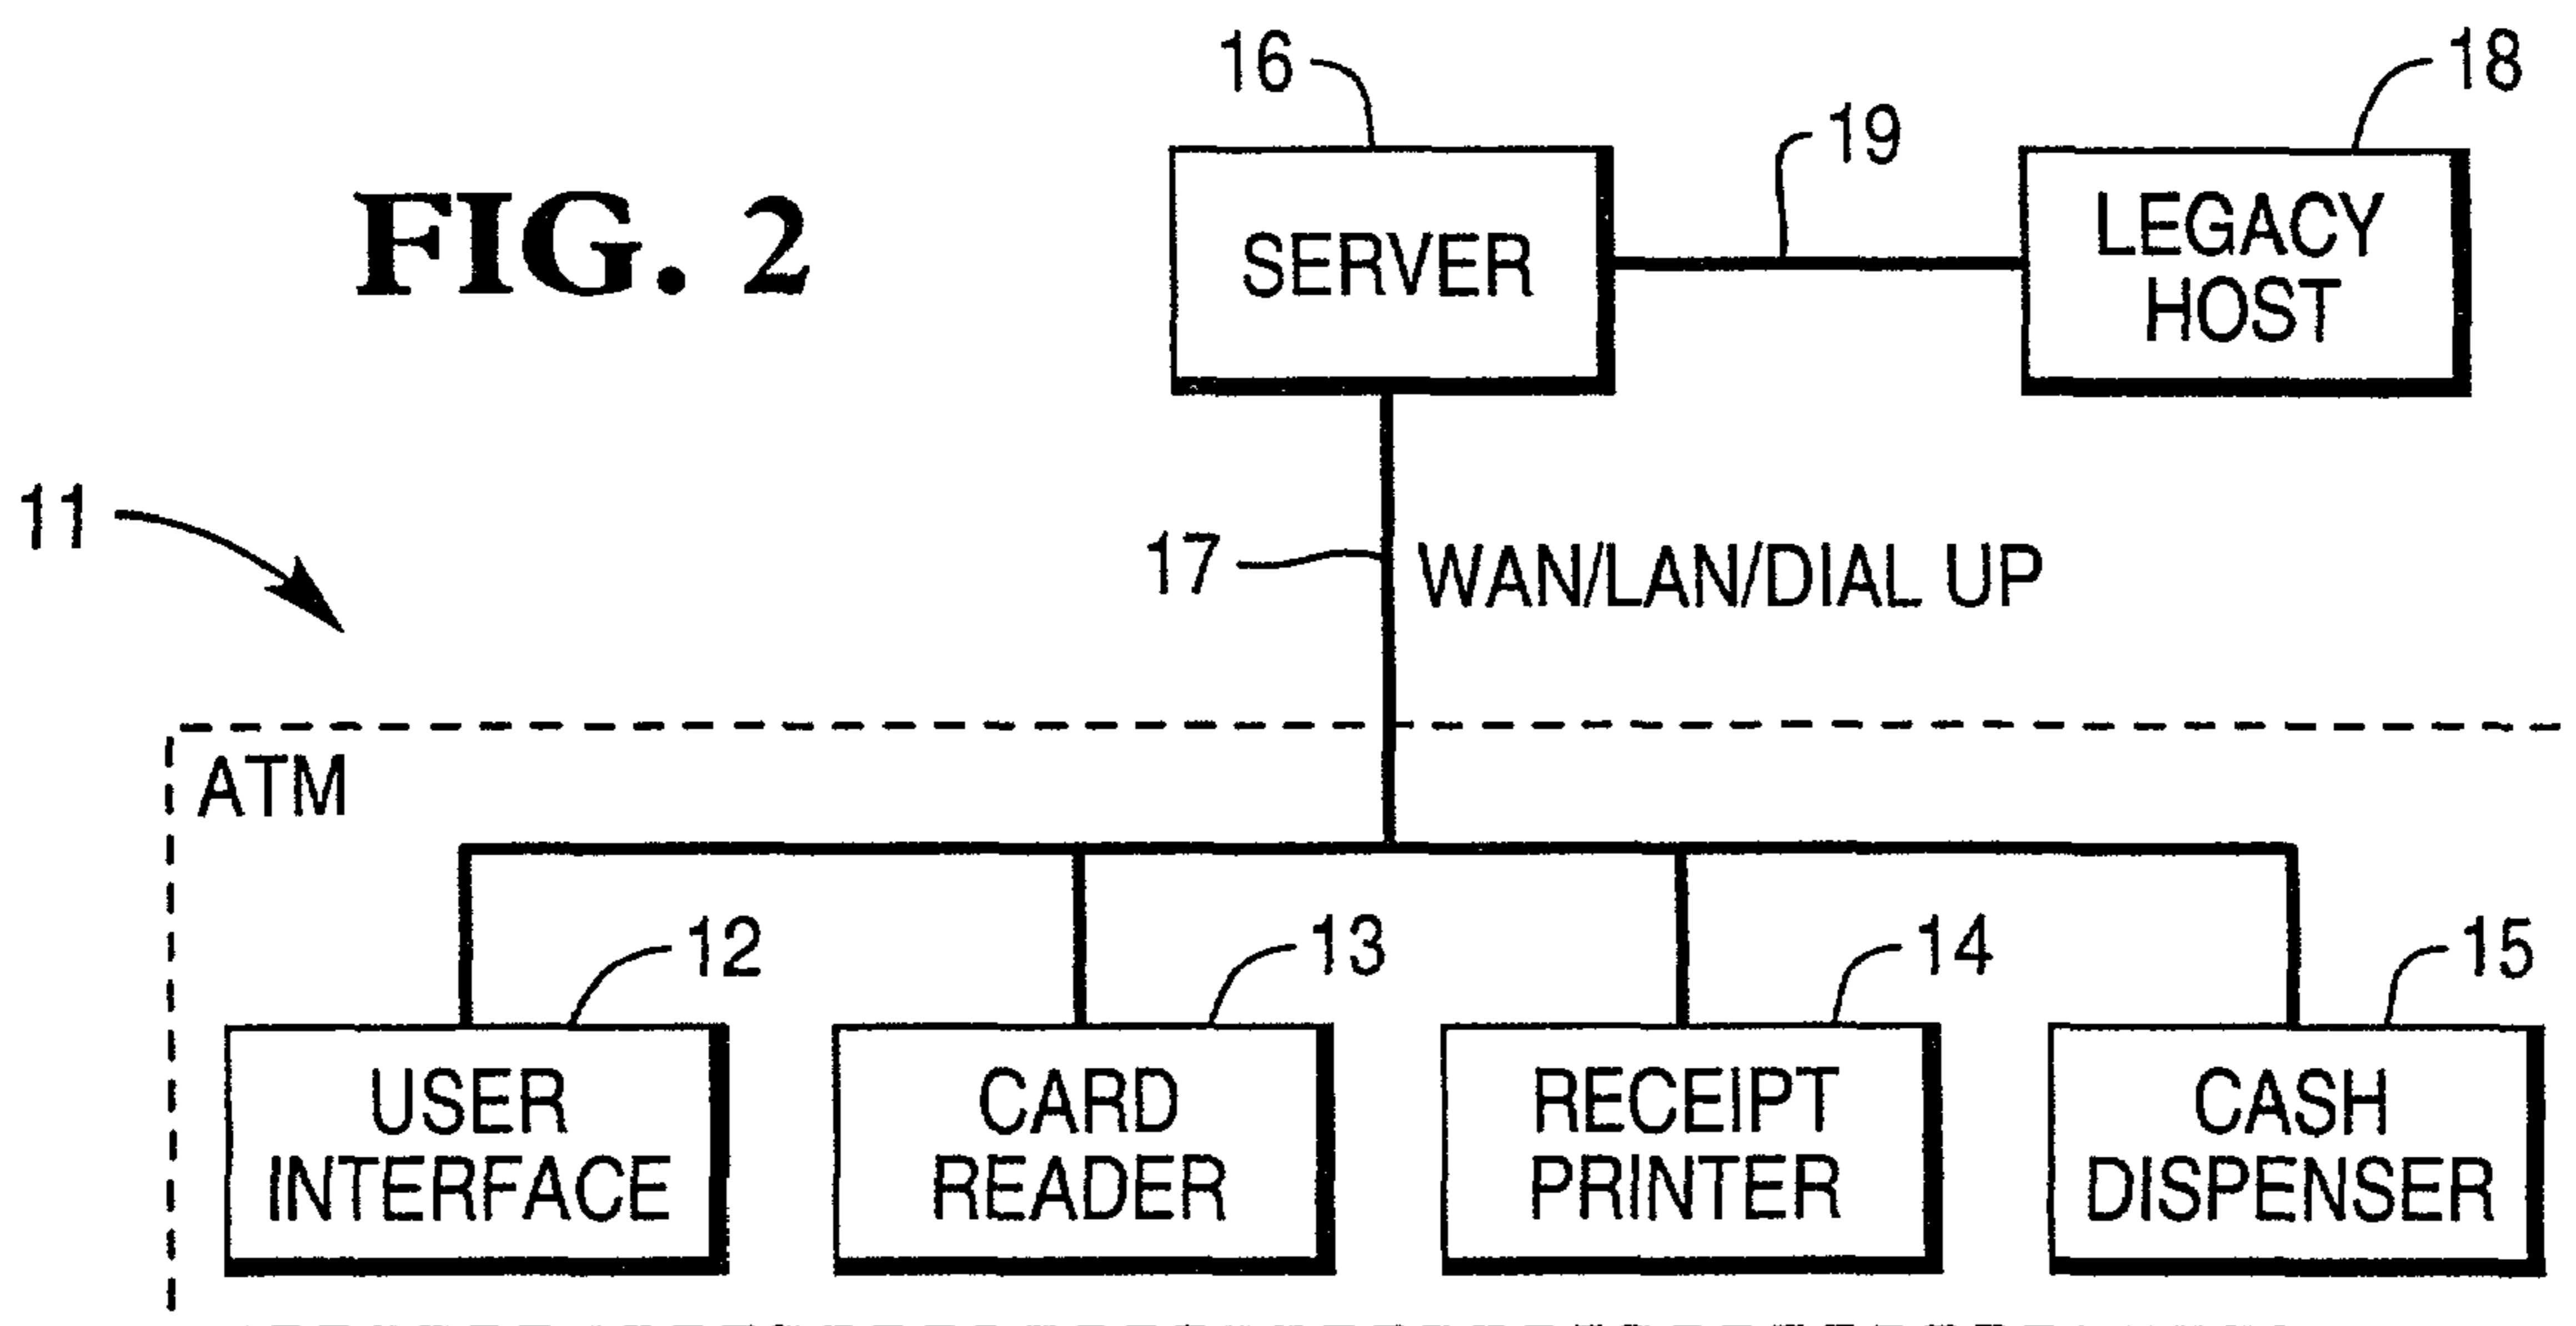 16
18
19
FIG. 2
SERVER
LEGACY
HOST
11
17
WAN/LAN/DIAL UP
ATM
12
13
14
15
USER
INTERFACE
CARD
READER
RECEIPT
PRINTER
CASH
DISPENSER